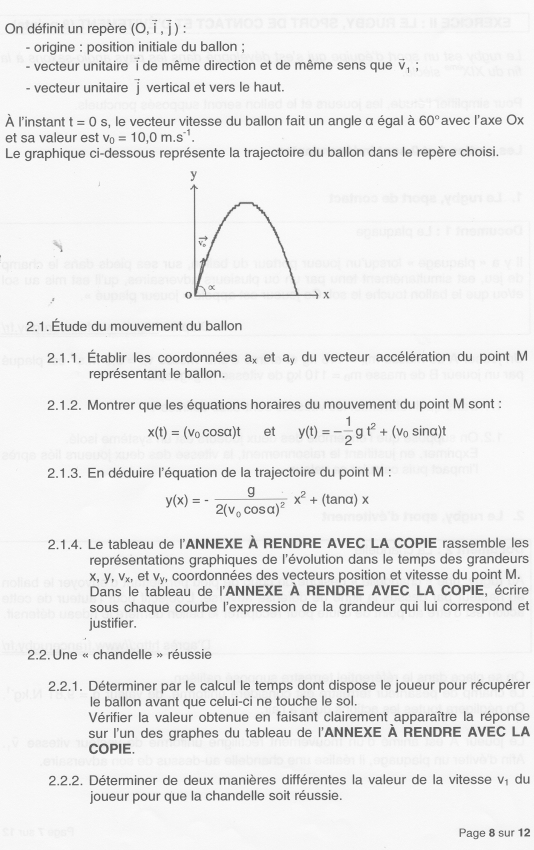 On définit un repère (O, i⃗ , j⃗ ) :
- origine : position initiale du ballon ;
- vecteur unitaire i⃗ de même direction et de même sens que v⃗₁ ;
- vecteur unitaire j⃗ vertical et vers le haut.
À l'instant t = 0 s, le vecteur vitesse du ballon fait un angle α égal à 60° avec l'axe Ox
et sa valeur est v₀ = 10,0 m.s⁻¹.
Le graphique ci-dessous représente la trajectoire du ballon dans le repère choisi.
y
v⃗₀
α
O
x
2.1. Étude du mouvement du ballon
2.1.1. Établir les coordonnées aₓ et a_y du vecteur accélération du point M
représentant le ballon.
2.1.2. Montrer que les équations horaires du mouvement du point M sont :
x(t) = (v₀ cosα)t et y(t) = – 1/2 g t² + (v₀ sinα)t
2.1.3. En déduire l'équation de la trajectoire du point M :
y(x) = - g / 2(v₀ cos α)² x² + (tanα) x
2.1.4. Le tableau de l'ANNEXE À RENDRE AVEC LA COPIE rassemble les
représentations graphiques de l'évolution dans le temps des grandeurs
x, y, vₓ, et v_y, coordonnées des vecteurs position et vitesse du point M.
Dans le tableau de l'ANNEXE À RENDRE AVEC LA COPIE, écrire
sous chaque courbe l'expression de la grandeur qui lui correspond et
justifier.
2.2. Une « chandelle » réussie
2.2.1. Déterminer par le calcul le temps dont dispose le joueur pour récupérer
le ballon avant que celui-ci ne touche le sol.
Vérifier la valeur obtenue en faisant clairement apparaître la réponse
sur l'un des graphes du tableau de l'ANNEXE À RENDRE AVEC LA
COPIE.
2.2.2. Déterminer de deux manières différentes la valeur de la vitesse v₁ du
joueur pour que la chandelle soit réussie.
Page 8 sur 12